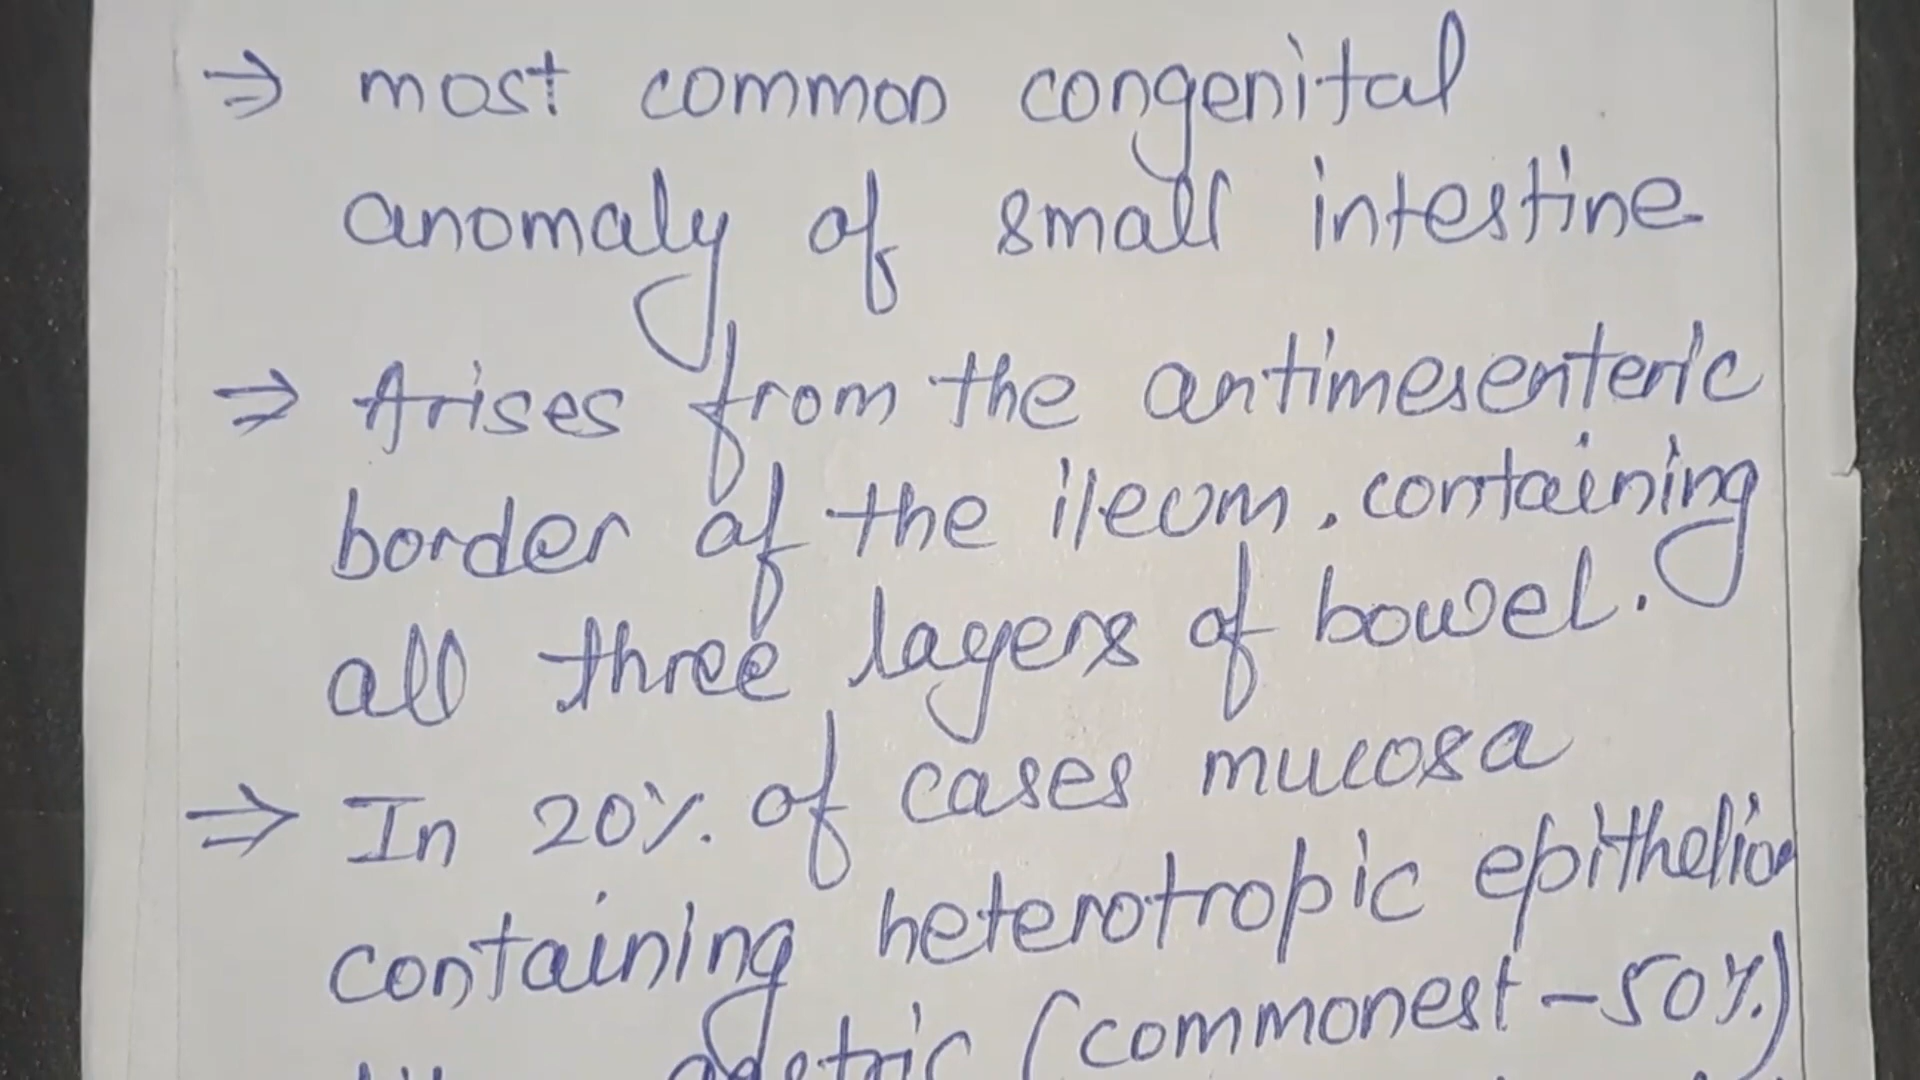 ⇒ most common congenital
anomaly of small intestine
⇒ Arises from the antimesenteric
border of the ileum. containing
all three layers of bowel.
⇒ In 20% of cases mucosa
containing heterotropic
gastric (commonest - 50%)